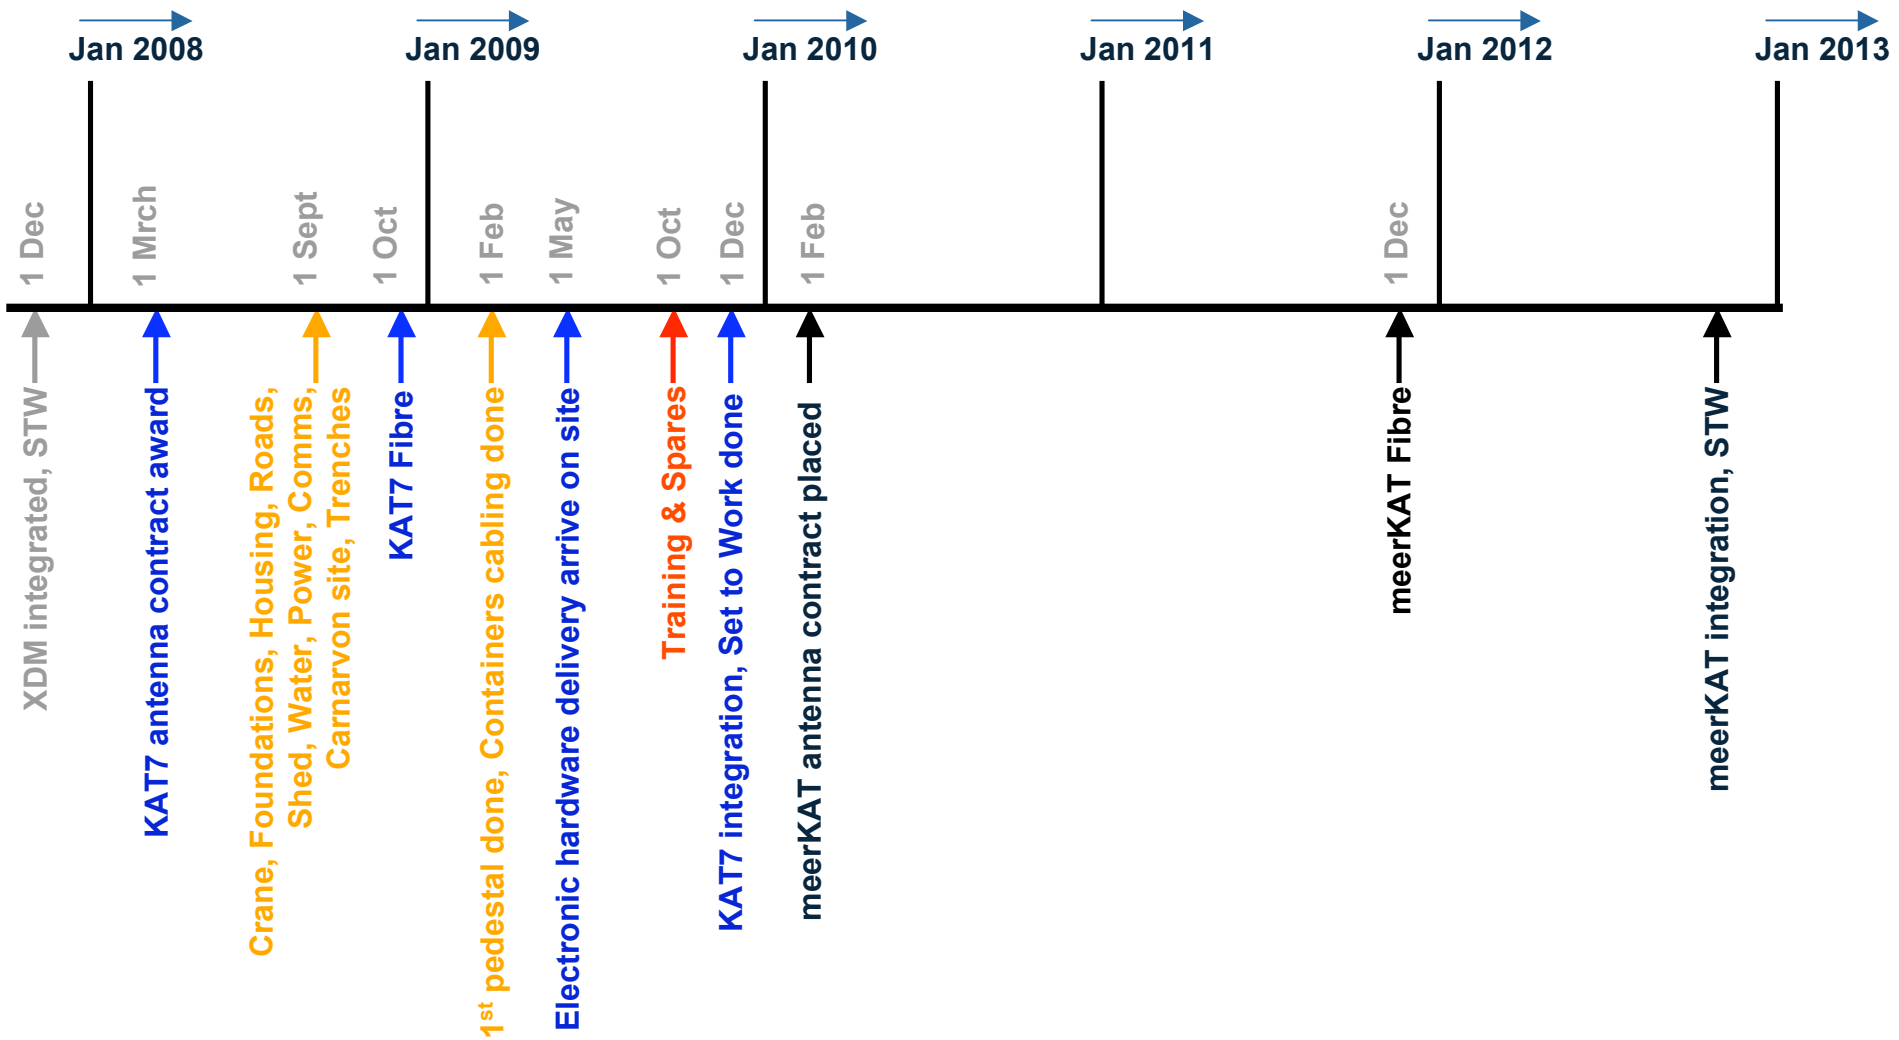 Jan 2008
Jan 2009
Jan 2010
Jan 2011
Jan 2012
Jan 2013
1 Dec
1 Mrch
1 Sept
1 Oct
1 Feb
1 May
1 Oct
1 Dec
1 Feb
1 Dec
XDM integrated, STW
KAT7 antenna contract award
Crane, Foundations, Housing, Roads,
Shed, Water, Power, Comms,
Carnarvon site, Trenches
KAT7 Fibre
1st pedestal done, Containers cabling done
Electronic hardware delivery arrive on site
Training & Spares
KAT7 integration, Set to Work done
meerKAT antenna contract placed
meerKAT Fibre
meerKAT integration, STW